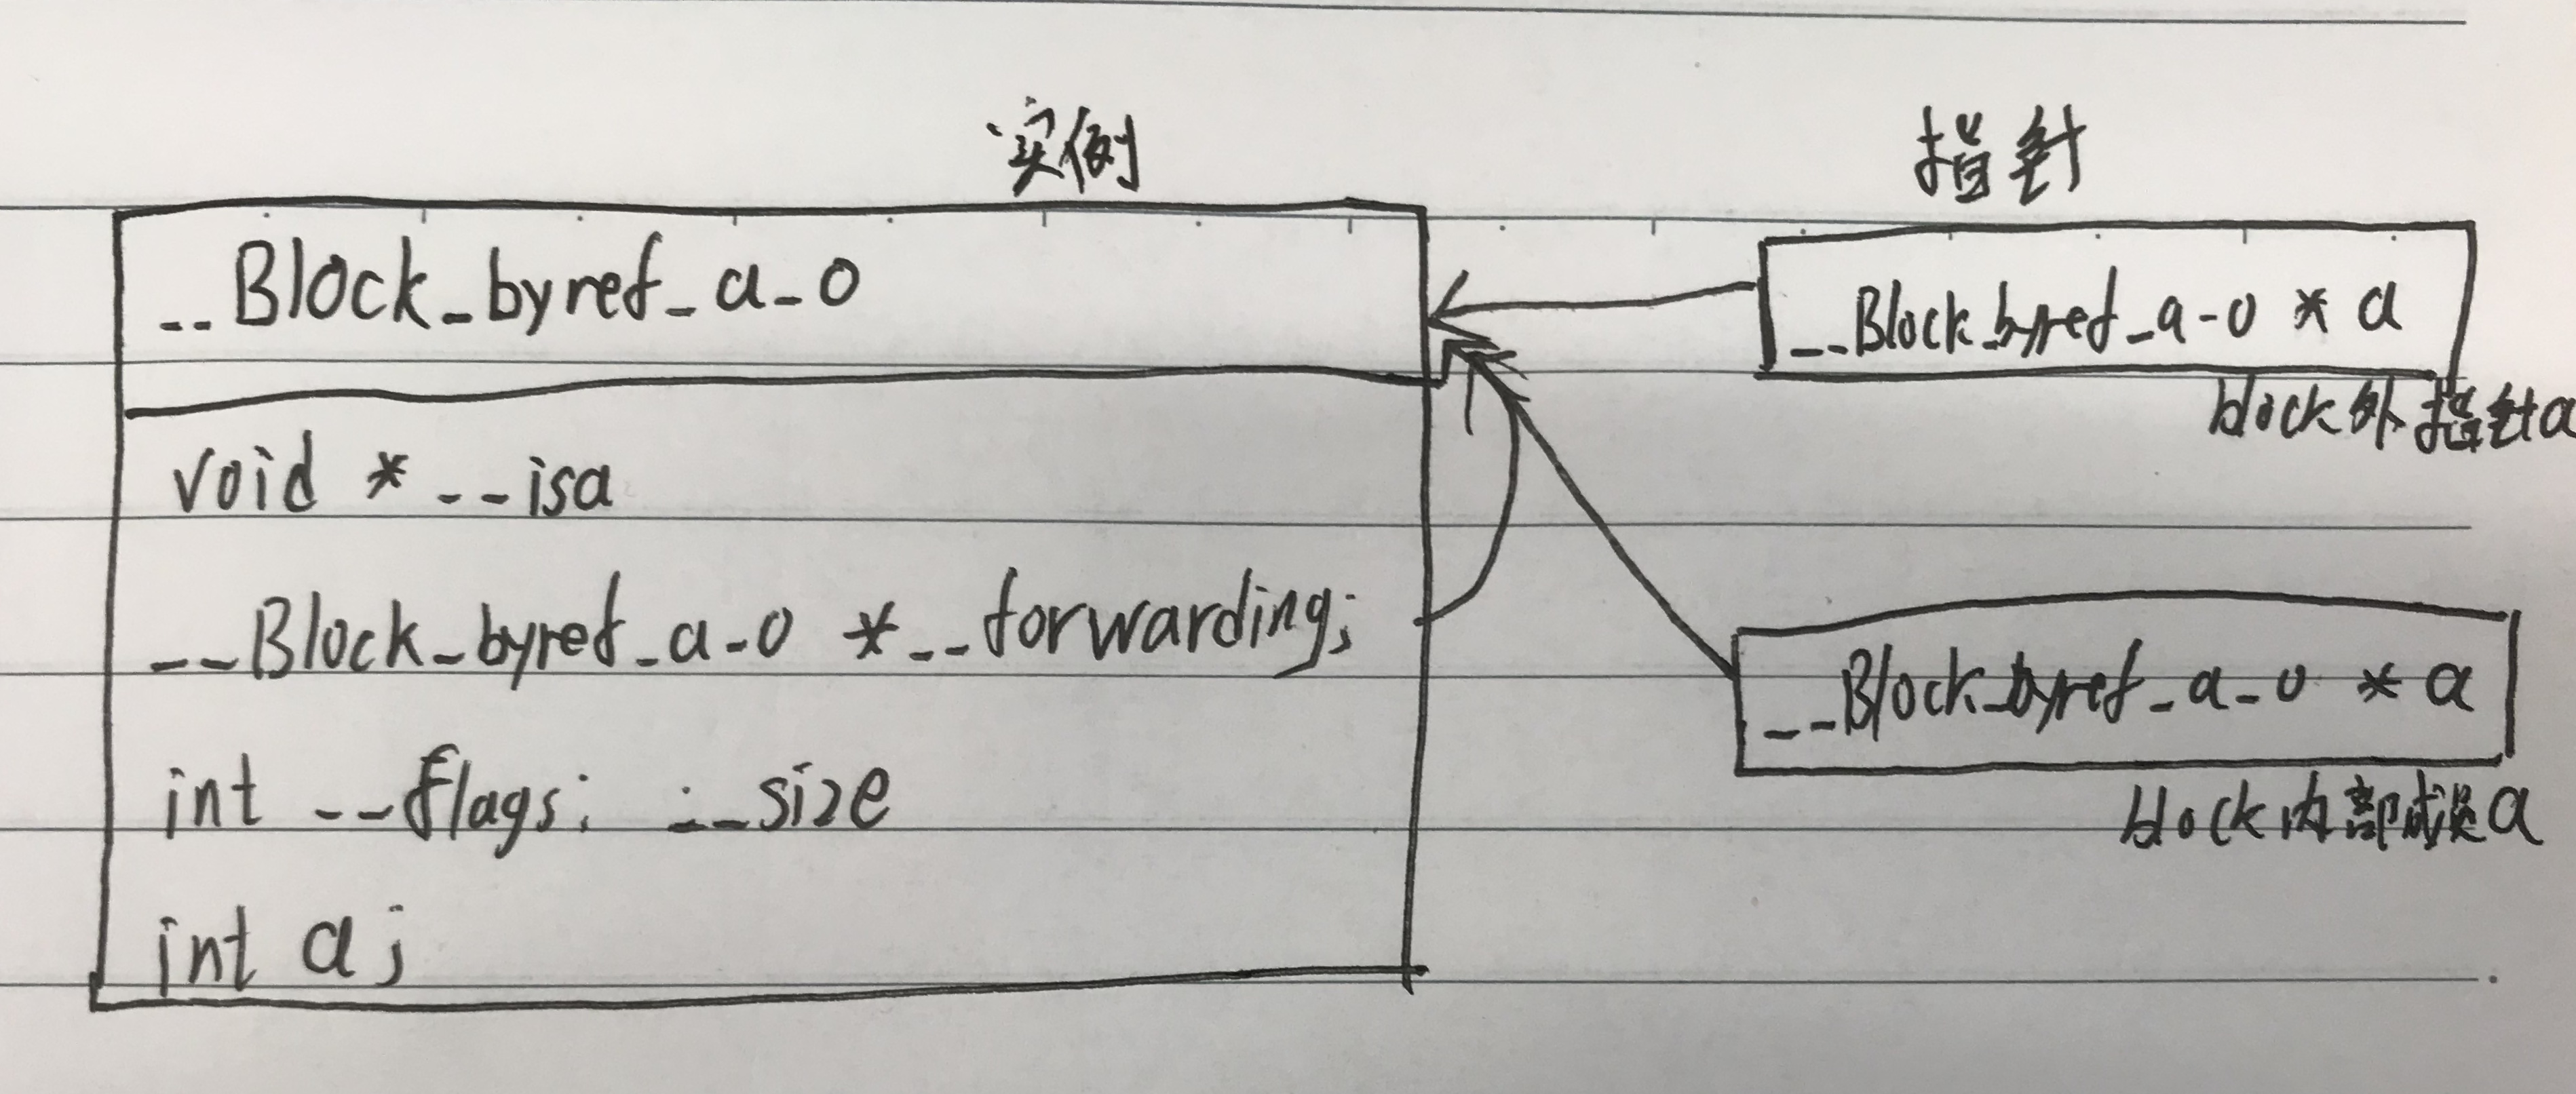 实例
指针
__Block_byref_a_0
void * __isa
__Block_byref_a_0 *__forwarding;
int __flags; __size
int a;
__Block_byref_a_0 * a
block外指针a
__Block_byref_a_0 * a
block内部成员a